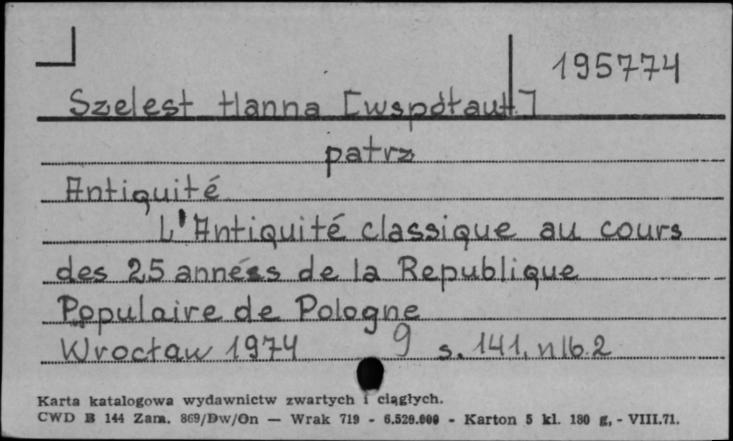 195774
Szelest Hanna [współaut.]
patrz
Antiquité
L'Antiquité classique au cours
des 25 années de la Republique
Populaire de Pologne
Wrocław 1974 9 s. 141, nlb.2
Karta katalogowa wydawnictw zwartych i ciągłych.
CWD B 144 Zam. 869/Dw/On — Wrak 719 - 6.520.000 - Karton 5 kl. 180 g, - VIII.71.